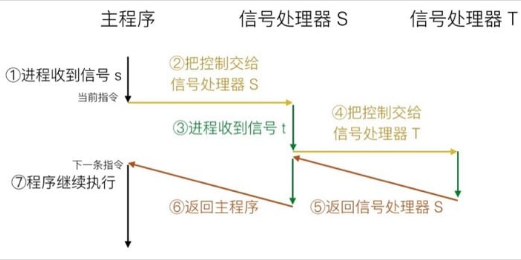 主程序
信号处理器 S
信号处理器 T
①进程收到信号 s
当前指令
②把控制交给
信号处理器 S
③进程收到信号 t
④把控制交给
信号处理器 T
下一条指令
⑦程序继续执行
⑥返回主程序
⑤返回信号处理器 S